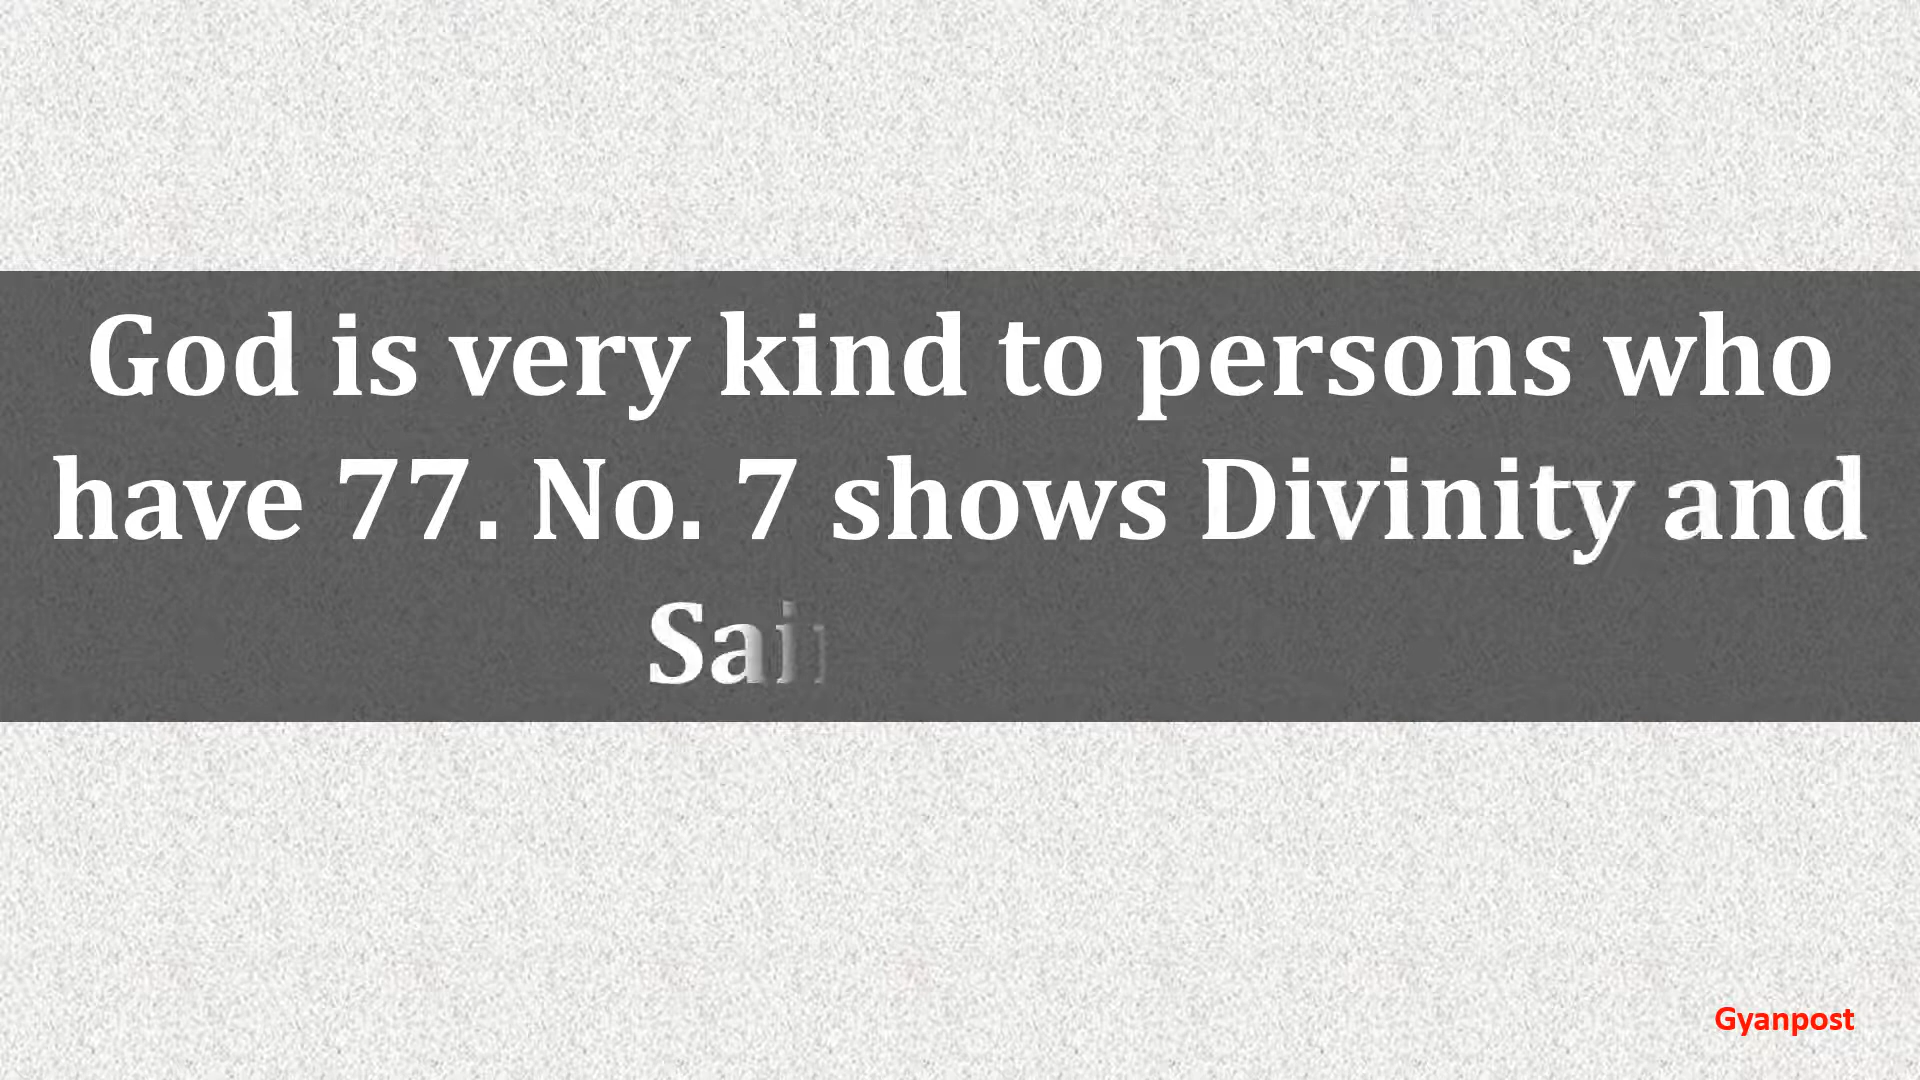 God is very kind to persons who
have 77. No. 7 shows Divinity and
Gyanpost